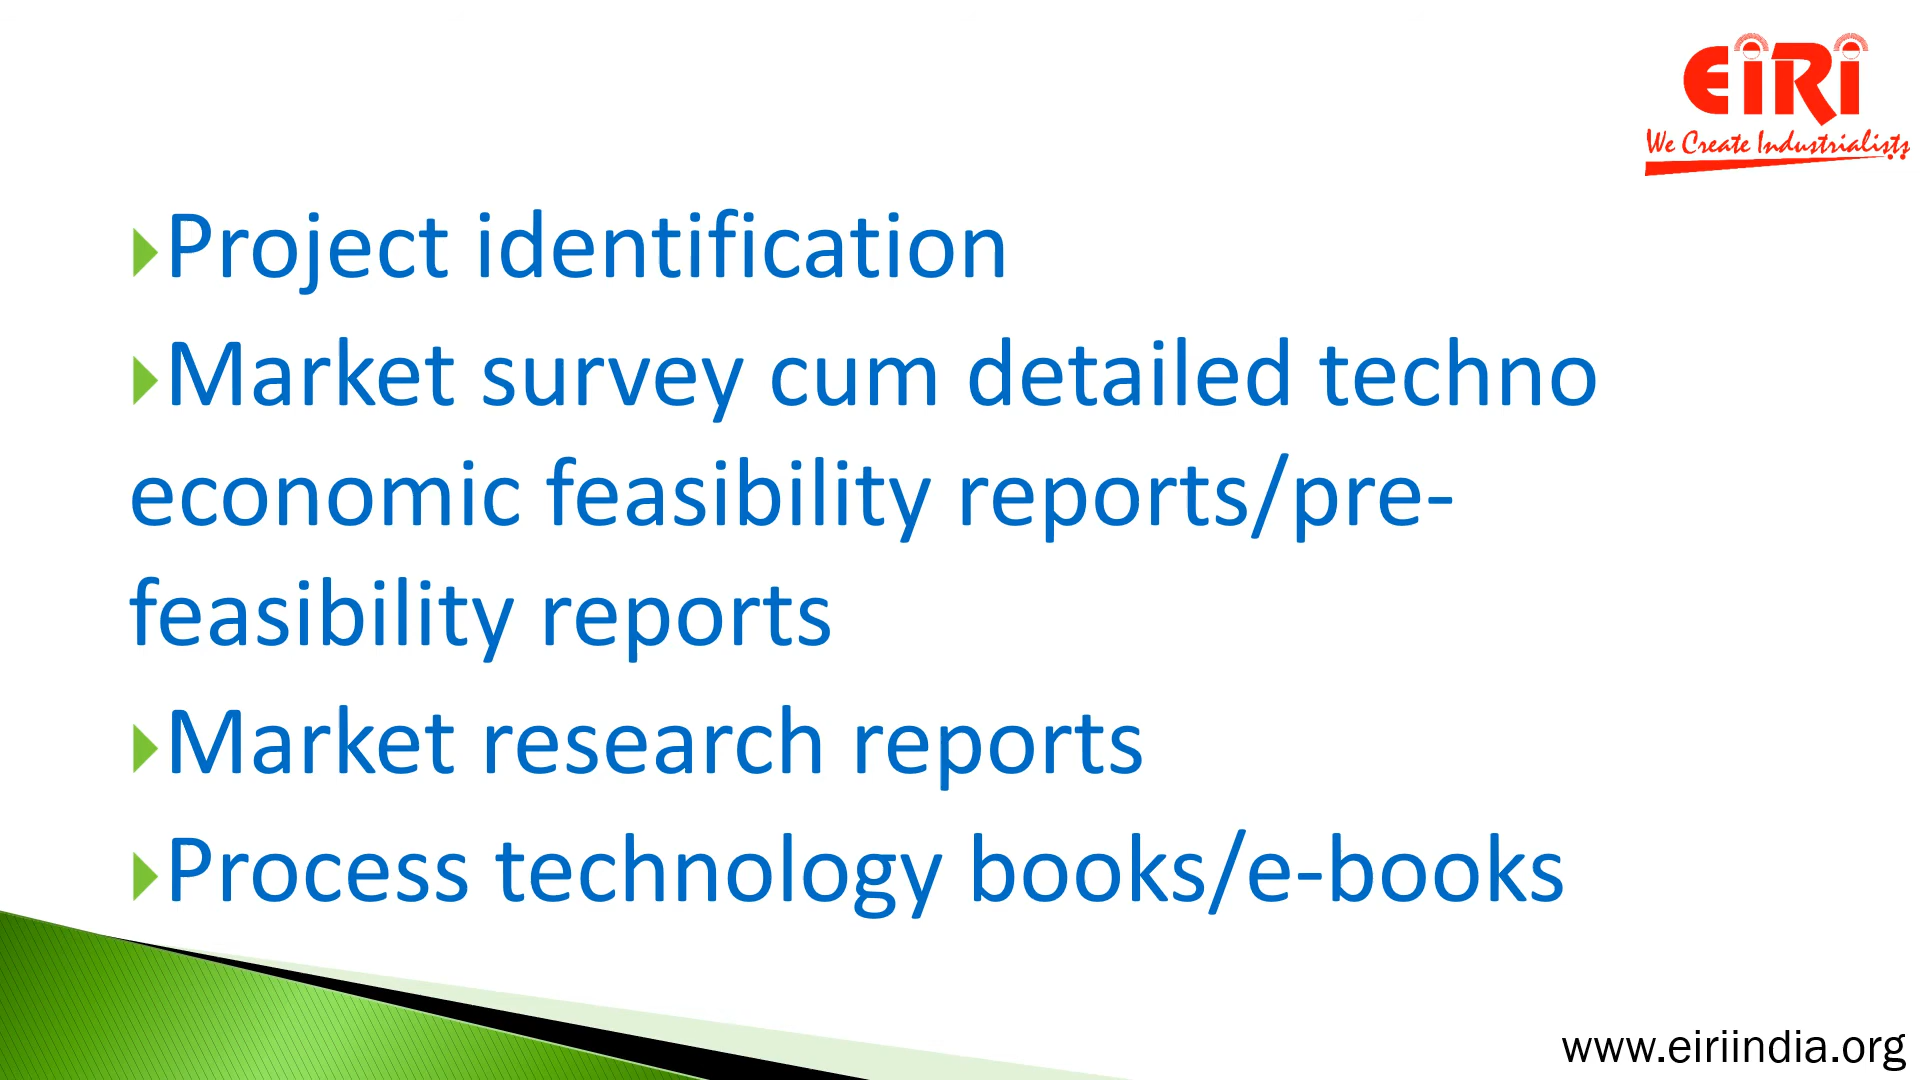 EiRi
We Create Industrialists
Project identification
Market survey cum detailed techno
economic feasibility reports/pre-
feasibility reports
Market research reports
Process technology books/e-books
www.eiriindia.org